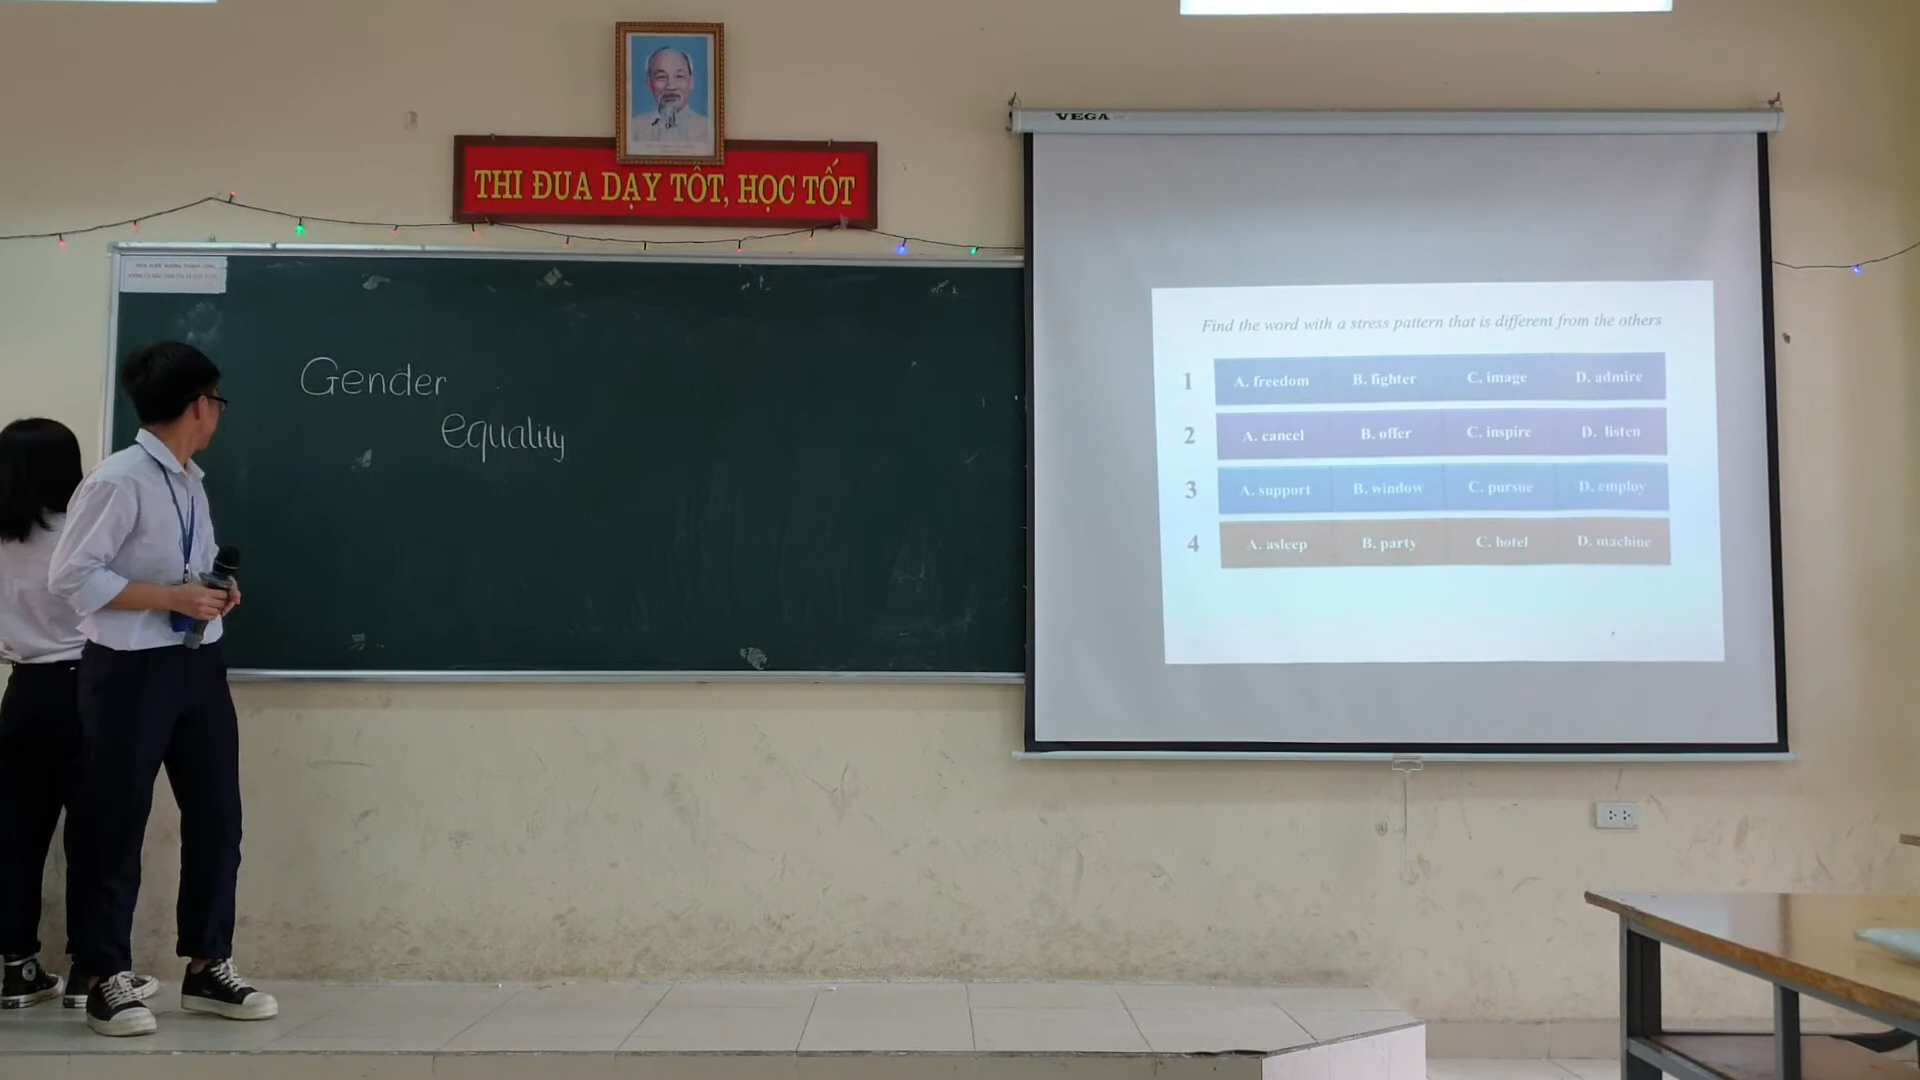 THI ĐUA DẠY TỐT, HỌC TỐT
Gender
equality
VEGA
Find the word with a stress pattern that is different from the others
1 A. freedom B. fighter C. image D. admire
2 A. cancel B. offer C. inspire D. listen
3 A. support B. window C. pursue D. employ
4 A. asleep B. party C. hotel D. machine